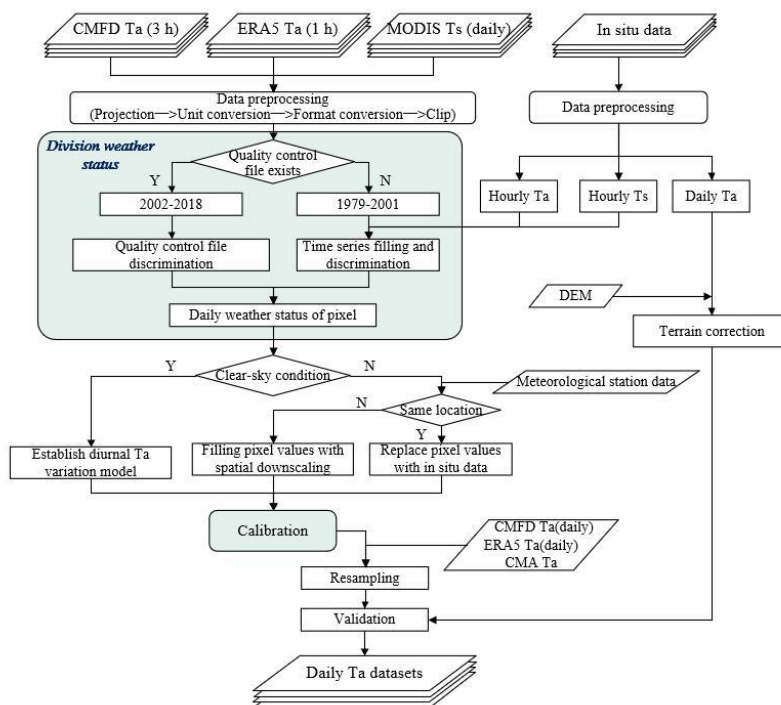 CMFD Ta (3 h)
ERA5 Ta (1 h)
MODIS Ts (daily)
In situ data
Data preprocessing
(Projection—>Unit conversion—>Format conversion—>Clip)
Data preprocessing
Division weather
status
Quality control
file exists
Y
N
2002-2018
1979-2001
Hourly Ta
Hourly Ts
Daily Ta
Quality control file
discrimination
Time series filling and
discrimination
Daily weather status of pixel
DEM
Terrain correction
Clear-sky condition
Y
N
Meteorological station data
Same location
N
Y
Establish diurnal Ta
variation model
Filling pixel values with
spatial downscaling
Replace pixel values
with in situ data
Calibration
CMFD Ta(daily)
ERA5 Ta(daily)
CMA Ta
Resampling
Validation
Daily Ta datasets